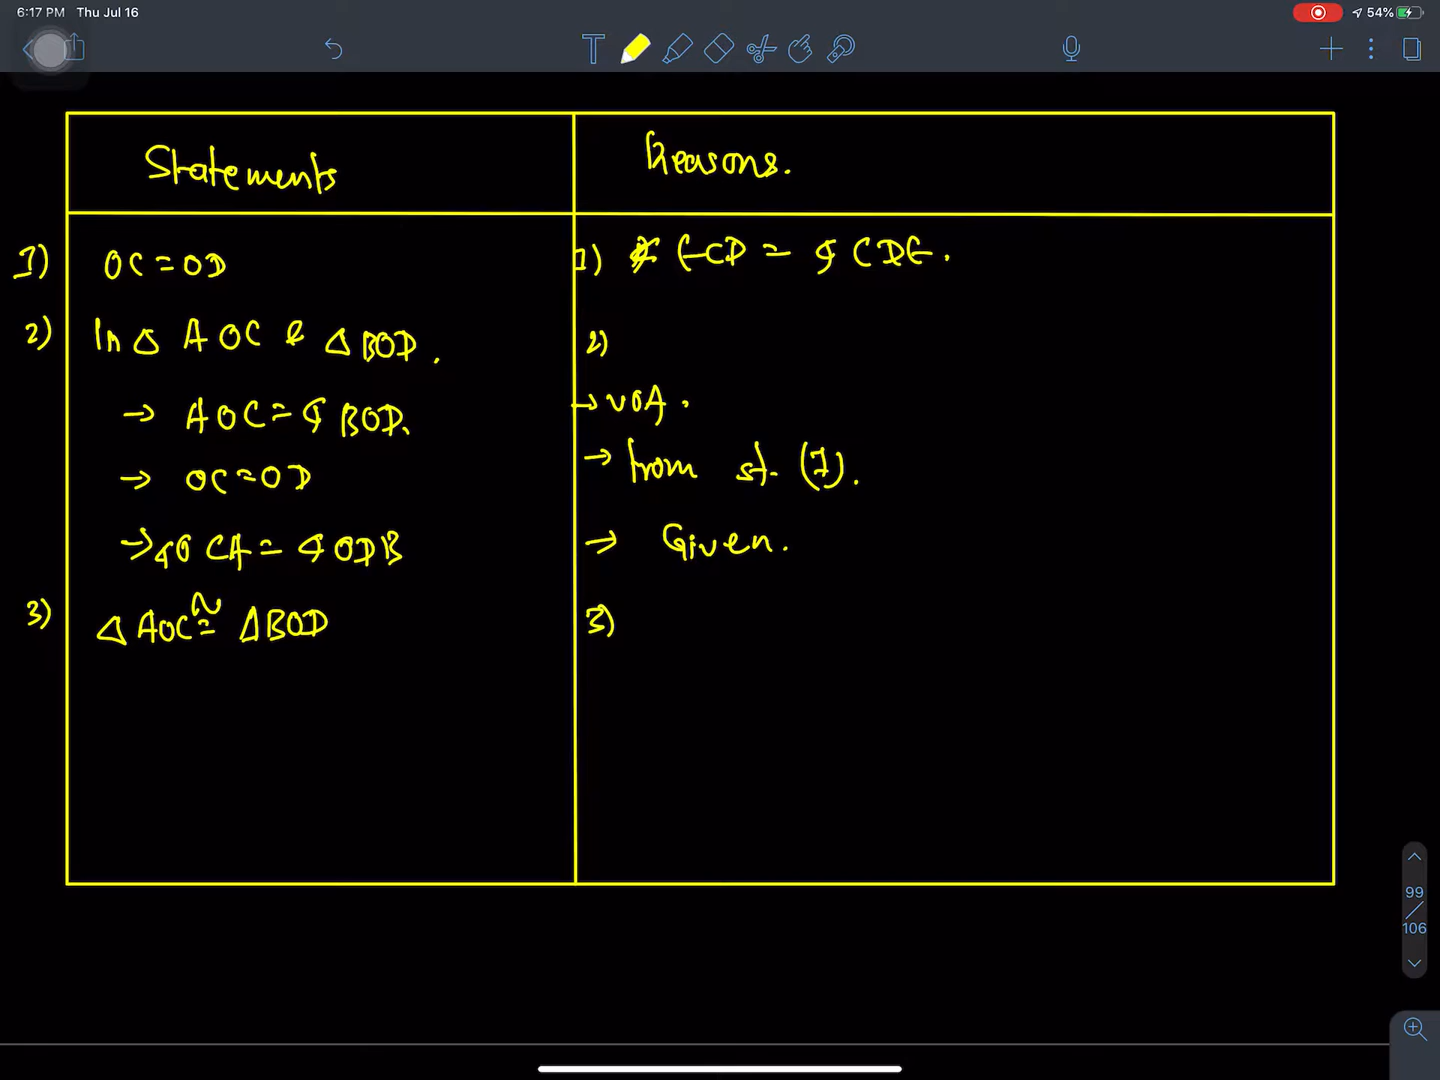 6:17 PM Thu Jul 16
54%
T
Statements
Reasons.
1) OC = OD
1) ∢ ECD = ∢ CDE.
2) In △ AOC & △ BOD.
2)
→ AOC = ∢ BOD.
→ VOA.
→ OC = OD
→ from st. (1).
→ ∢OCA = ∢ ODB
→ Given.
3) △ AOC ≅ △BOD
3)
99
106